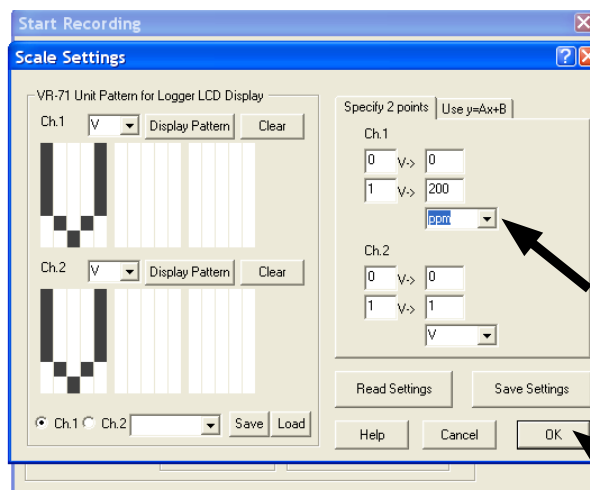 Start Recording
Scale Settings
VR-71 Unit Pattern for Logger LCD Display
Ch.1 V Display Pattern Clear
Ch.2 V Display Pattern Clear
Ch.1 Ch.2 Save Load
Specify 2 points Use y=Ax+B
Ch.1
0 V-> 0
1 V-> 200
ppm
Ch.2
0 V-> 0
1 V-> 1
V
Read Settings Save Settings
Help Cancel OK